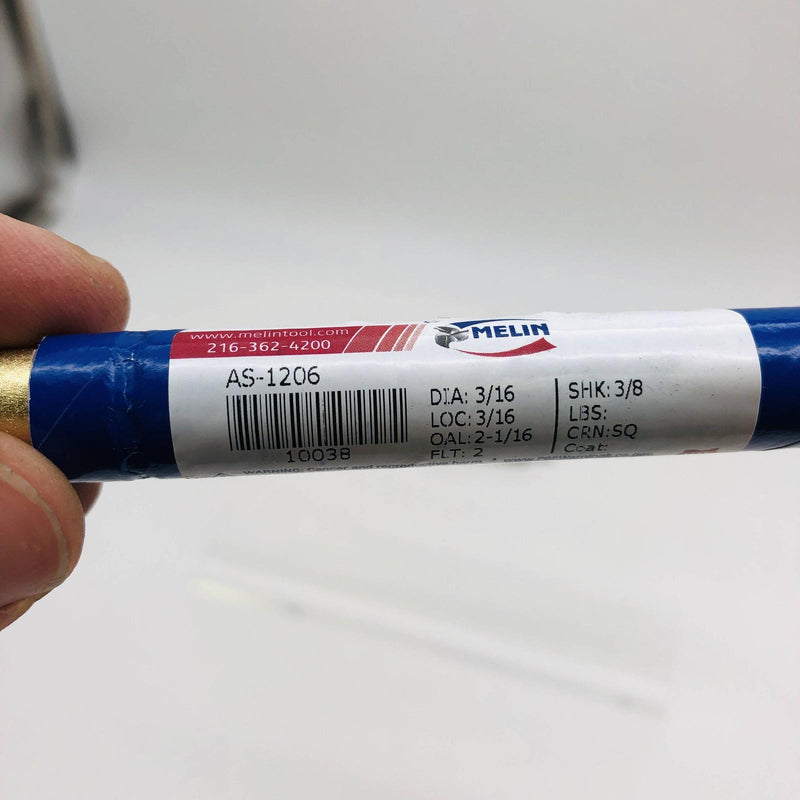 www.melintool.com
216-362-4200
MELIN
AS-1206
10038
DIA: 3/16
LOC: 3/16
OAL: 2-1/16
FLT: 2
SHK: 3/8
LBS:
CRN:SQ
Coat:
WARNING: Cancer and reproductive harm